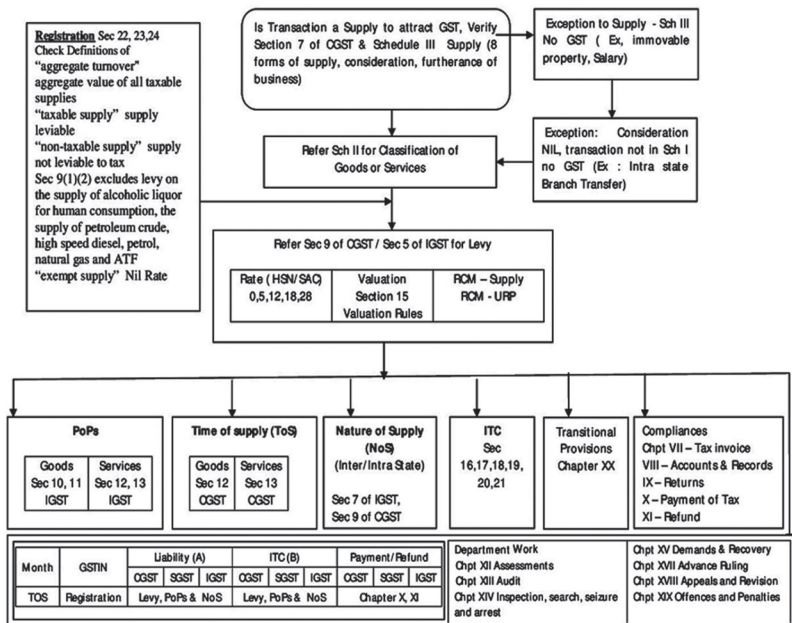 Registration Sec 22, 23,24
Check Definitions of
"aggregate turnover"
aggregate value of all taxable
supplies
"taxable supply" supply
leviable
"non-taxable supply" supply
not leviable to tax
Sec 9(1)(2) excludes levy on
the supply of alcoholic liquor
for human consumption, the
supply of petroleum crude,
high speed diesel, petrol,
natural gas and ATF
"exempt supply" Nil Rate
Is Transaction a Supply to attract GST, Verify
Section 7 of CGST & Schedule III Supply (8
forms of supply, consideration, furtherance of
business)
Exception to Supply - Sch III
No GST ( Ex, immovable
property, Salary)
Exception: Consideration
NIL, transaction not in Sch I
no GST (Ex : Intra state
Branch Transfer)
Refer Sch II for Classification of
Goods or Services
Refer Sec 9 of CGST / Sec 5 of IGST for Levy
Rate ( HSN/SAC)
0,5,12,18,28
Valuation
Section 15
Valuation Rules
RCM – Supply
RCM - URP
PoPs
Goods
Sec 10, 11
IGST
Services
Sec 12, 13
IGST
Time of supply (ToS)
Goods
Sec 12
CGST
Services
Sec 13
CGST
Nature of Supply
(NoS)
(Inter/Intra State)
Sec 7 of IGST,
Sec 9 of CGST
ITC
Sec
16,17,18,19,
20,21
Transitional
Provisions
Chapter XX
Compliances
Chpt VII – Tax invoice
VIII – Accounts & Records
IX – Returns
X – Payment of Tax
XI – Refund
Month GSTIN Liability (A) ITC (B) Payment/Refund
CGST SGST IGST CGST SGST IGST CGST SGST IGST
TOS Registration Levy, PoPs & NoS Levy, PoPs & NoS Chapter X, XI
Department Work
Chpt XII Assessments
Chpt XIII Audit
Chpt XIV Inspection, search, seizure
and arrest
Chpt XV Demands & Recovery
Chpt XVII Advance Ruling
Chpt XVIII Appeals and Revision
Chpt XIX Offences and Penalties